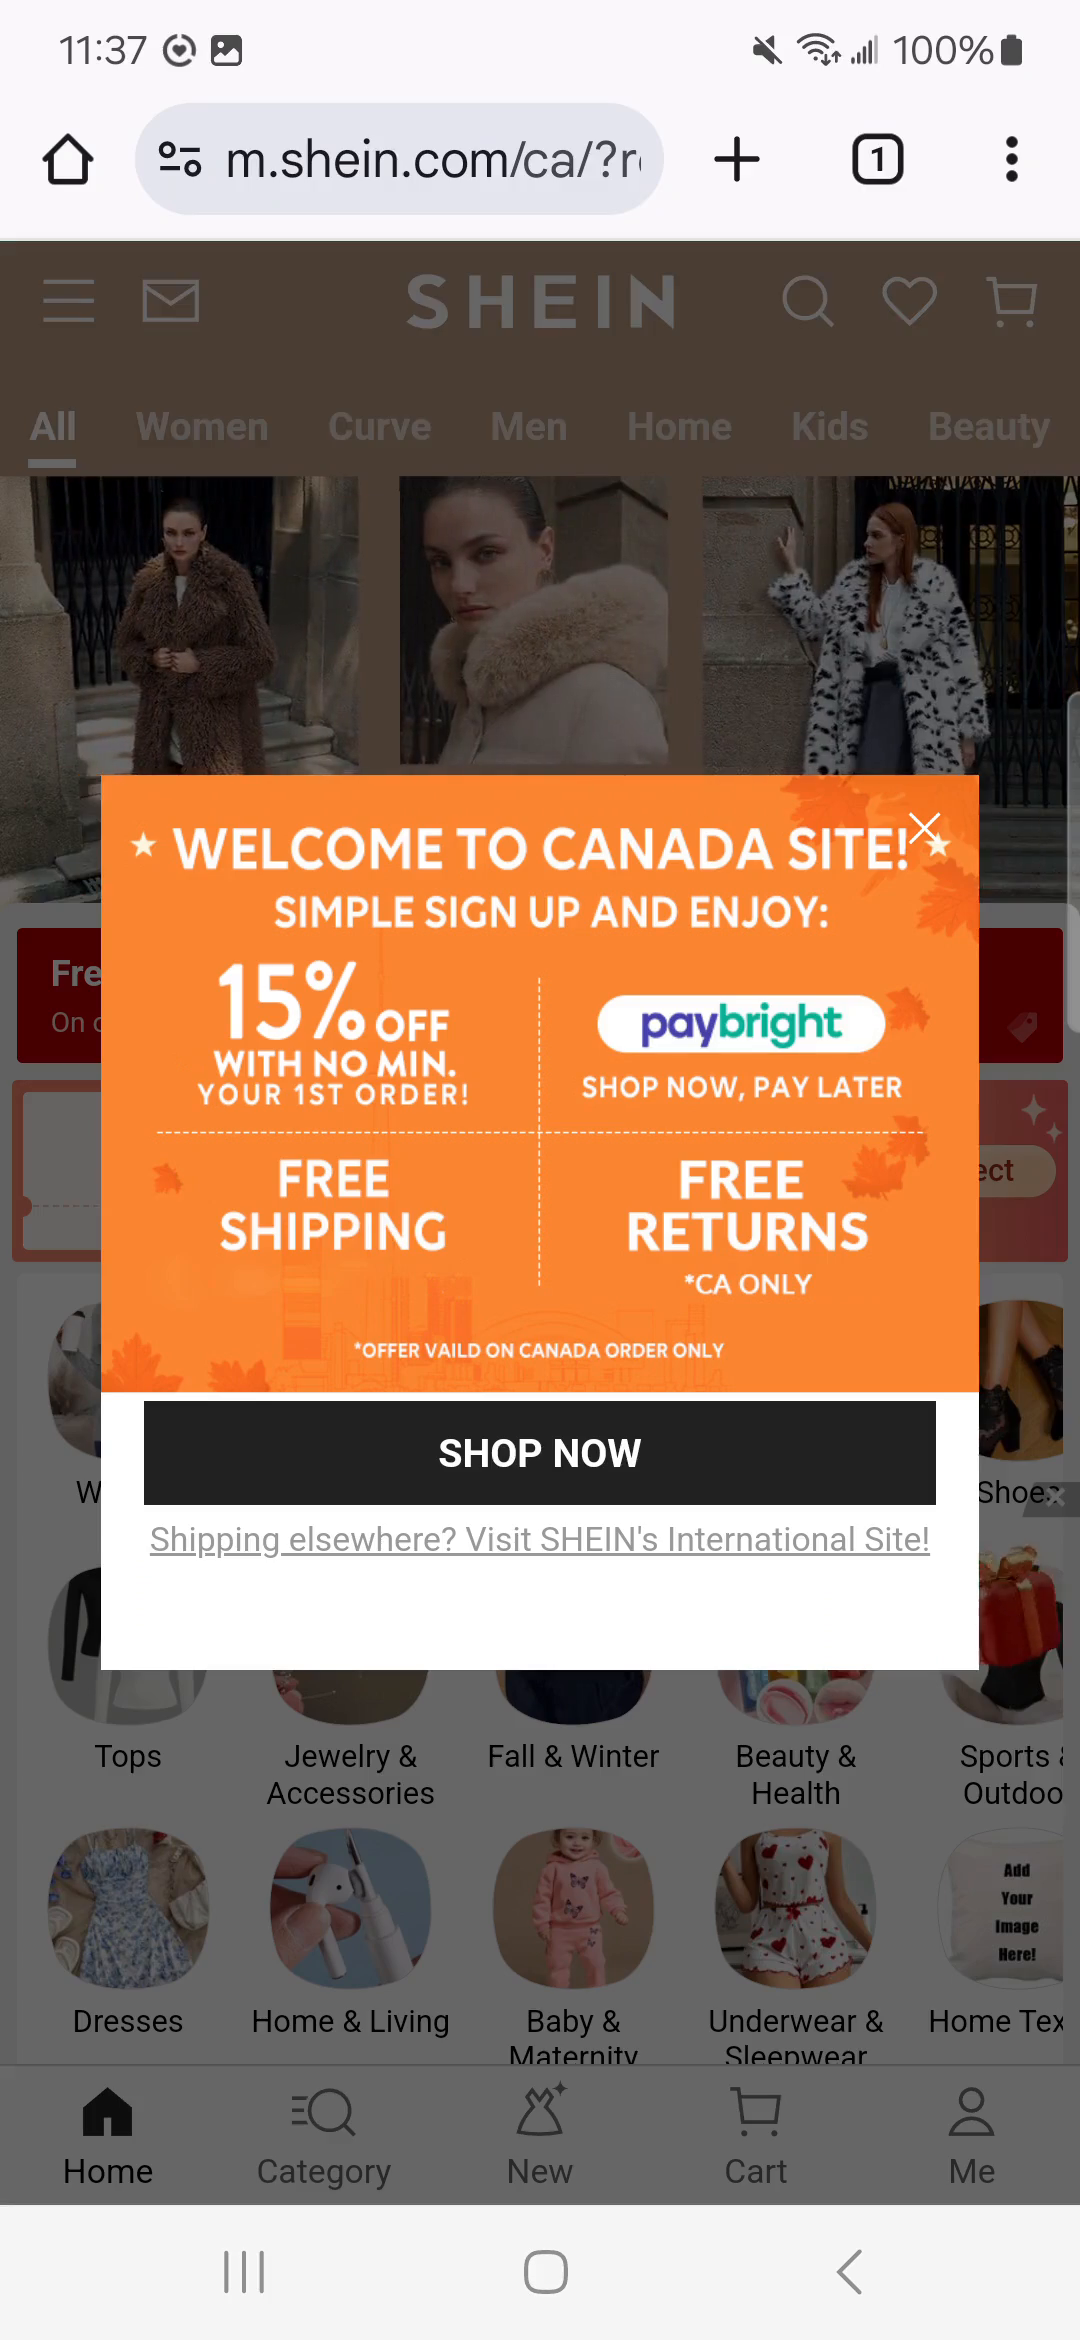 11:37
100%
m.shein.com/ca/?r
1
SHEIN
All Women Curve Men Home Kids Beauty
WELCOME TO CANADA SITE!
SIMPLE SIGN UP AND ENJOY:
15% OFF
WITH NO MIN.
YOUR 1ST ORDER!
paybright
SHOP NOW, PAY LATER
FREE
SHIPPING
FREE
RETURNS
*CA ONLY
*OFFER VAILD ON CANADA ORDER ONLY
SHOP NOW
Shipping elsewhere? Visit SHEIN's International Site!
Fre
On
ect
W
Shoes
Tops
Jewelry &
Accessories
Fall & Winter
Beauty &
Health
Sports &
Outdoo
Add
Your
Image
Here!
Dresses
Home & Living
Baby &
Maternity
Underwear &
Sleepwear
Home Tex
Home
Category
New
Cart
Me